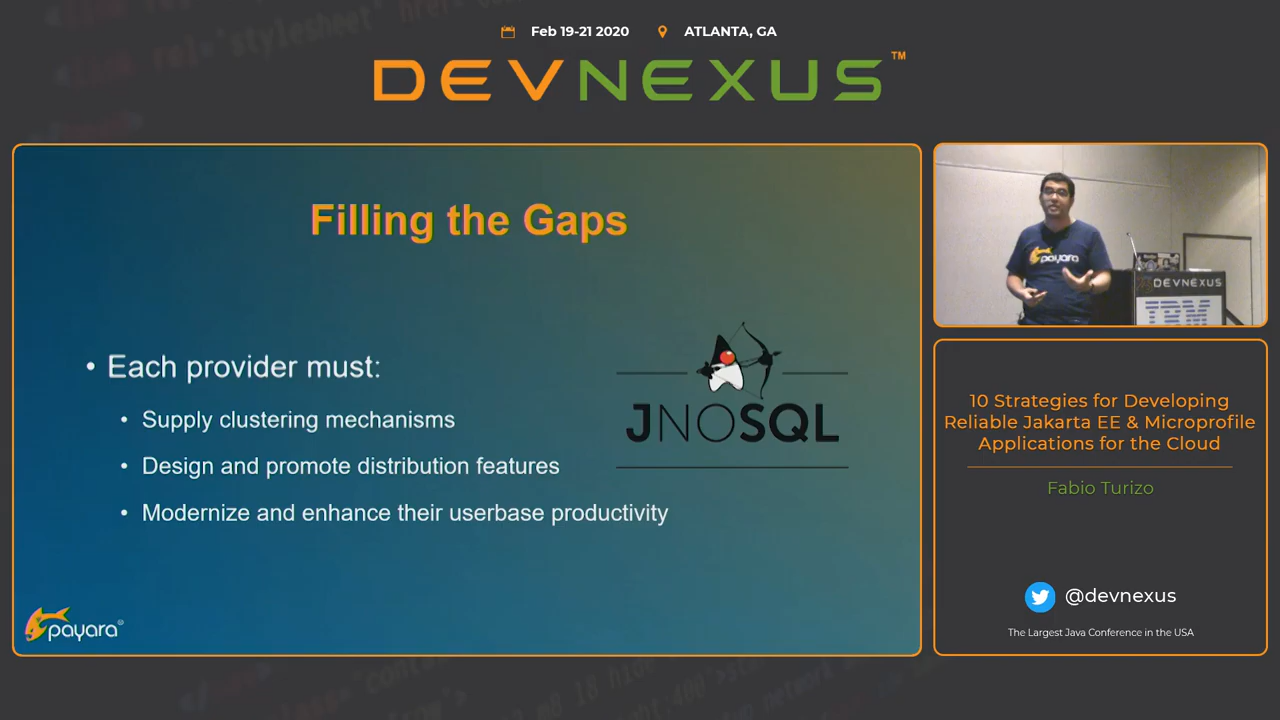 Feb 19-21 2020 ATLANTA, GA
DEVNEXUS™
Filling the Gaps
• Each provider must:
• Supply clustering mechanisms
• Design and promote distribution features
• Modernize and enhance their userbase productivity
JNOSQL
payara®
payara
DEVNEXUS
IBM
10 Strategies for Developing
Reliable Jakarta EE & Microprofile
Applications for the Cloud
Fabio Turizo
@devnexus
The Largest Java Conference in the USA